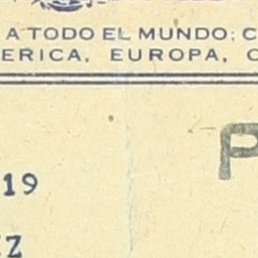 A TODO EL MUNDO; C
ERICA, EUROPA,
P
19
Z